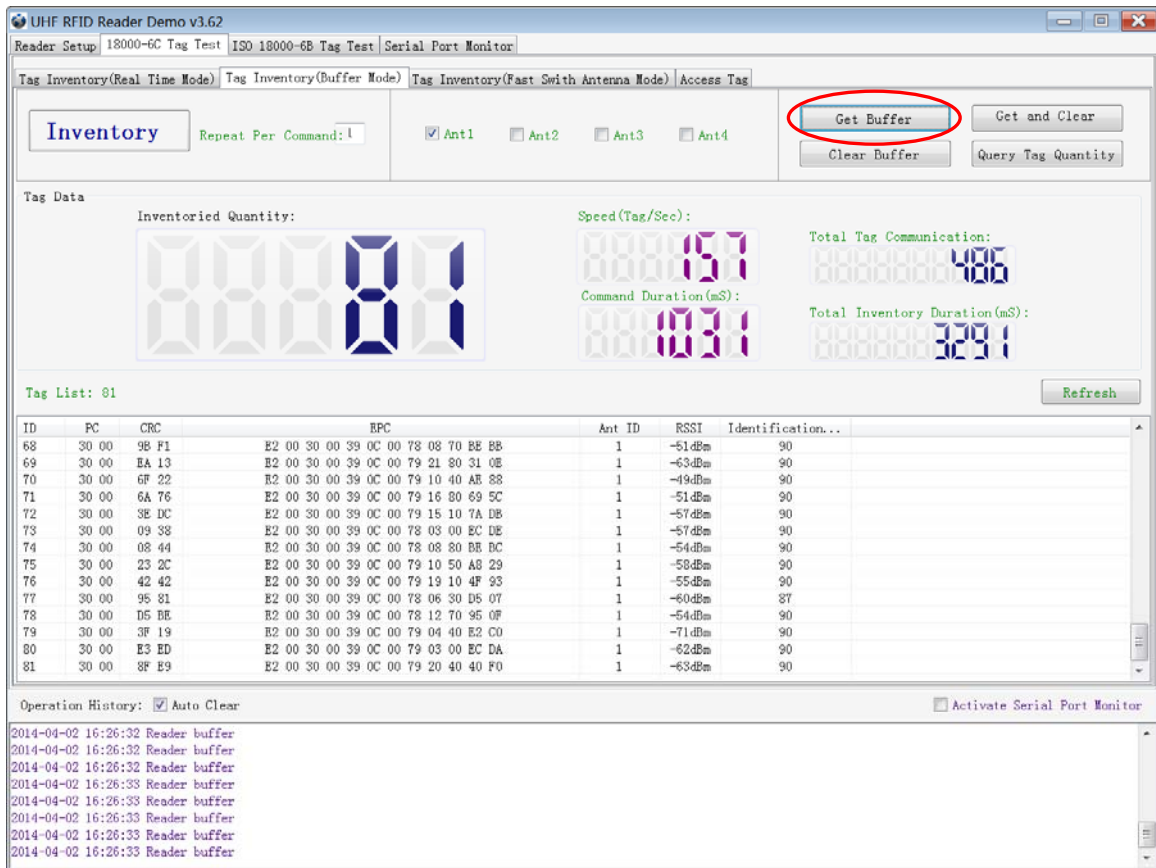 UHF RFID Reader Demo v3.62
Reader Setup 18000-6C Tag Test ISO 18000-6B Tag Test Serial Port Monitor
Tag Inventory(Real Time Mode) Tag Inventory(Buffer Mode) Tag Inventory(Fast Swith Antenna Mode) Access Tag
Inventory Repeat Per Command: 1 Ant1 Ant2 Ant3 Ant4 Get Buffer Get and Clear
Clear Buffer Query Tag Quantity
Tag Data
Inventoried Quantity: Speed(Tag/Sec): Total Tag Communication:
81 157 486
Command Duration(mS): Total Inventory Duration(mS):
1031 3291
Tag List: 81 Refresh
ID PC CRC EPC Ant ID RSSI Identification...
68 30 00 9B F1 E2 00 30 00 39 0C 00 78 08 70 BE BB 1 -51dBm 90
69 30 00 EA 13 E2 00 30 00 39 0C 00 79 21 80 31 0E 1 -63dBm 90
70 30 00 6F 22 E2 00 30 00 39 0C 00 79 10 40 AE 88 1 -49dBm 90
71 30 00 6A 76 E2 00 30 00 39 0C 00 79 16 80 69 5C 1 -51dBm 90
72 30 00 3E DC E2 00 30 00 39 0C 00 79 15 10 7A DB 1 -57dBm 90
73 30 00 09 38 E2 00 30 00 39 0C 00 78 03 00 EC DE 1 -57dBm 90
74 30 00 08 44 E2 00 30 00 39 0C 00 78 08 80 BE BC 1 -54dBm 90
75 30 00 23 2C E2 00 30 00 39 0C 00 79 10 50 A8 29 1 -58dBm 90
76 30 00 42 42 E2 00 30 00 39 0C 00 79 19 10 4F 93 1 -55dBm 90
77 30 00 95 81 E2 00 30 00 39 0C 00 78 06 30 D5 07 1 -60dBm 87
78 30 00 D5 BE E2 00 30 00 39 0C 00 78 12 70 95 0F 1 -54dBm 90
79 30 00 3F 19 E2 00 30 00 39 0C 00 79 04 40 E2 C0 1 -71dBm 90
80 30 00 E3 ED E2 00 30 00 39 0C 00 79 03 00 EC DA 1 -62dBm 90
81 30 00 8F E9 E2 00 30 00 39 0C 00 79 20 40 40 F0 1 -63dBm 90
Operation History: Auto Clear Activate Serial Port Monitor
2014-04-02 16:26:32 Reader buffer
2014-04-02 16:26:32 Reader buffer
2014-04-02 16:26:32 Reader buffer
2014-04-02 16:26:33 Reader buffer
2014-04-02 16:26:33 Reader buffer
2014-04-02 16:26:33 Reader buffer
2014-04-02 16:26:33 Reader buffer
2014-04-02 16:26:33 Reader buffer